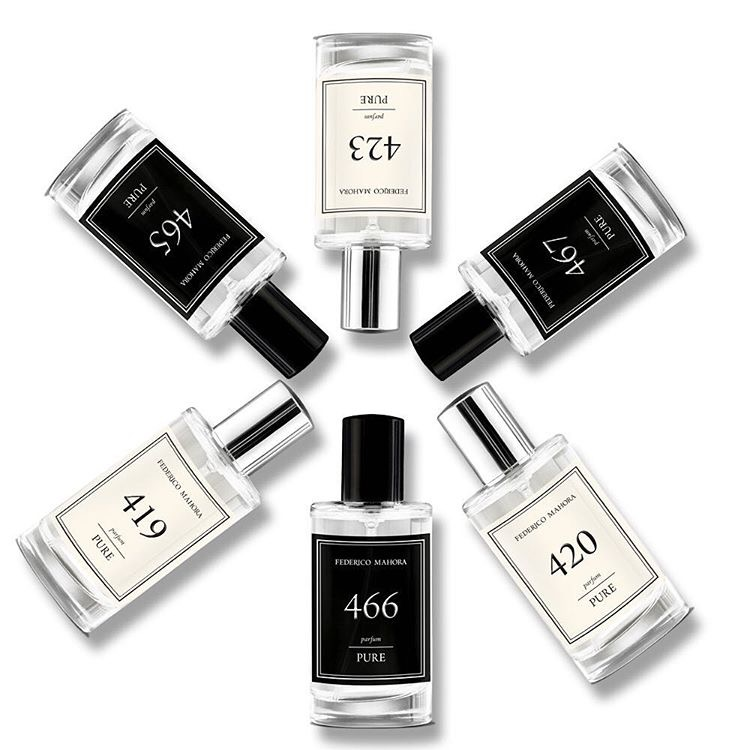 FEDERICO MAHORA
423
parfum
PURE
FEDERICO MAHORA
465
parfum
PURE
FEDERICO MAHORA
467
parfum
PURE
FEDERICO MAHORA
419
parfum
PURE
FEDERICO MAHORA
466
parfum
PURE
FEDERICO MAHORA
420
parfum
PURE